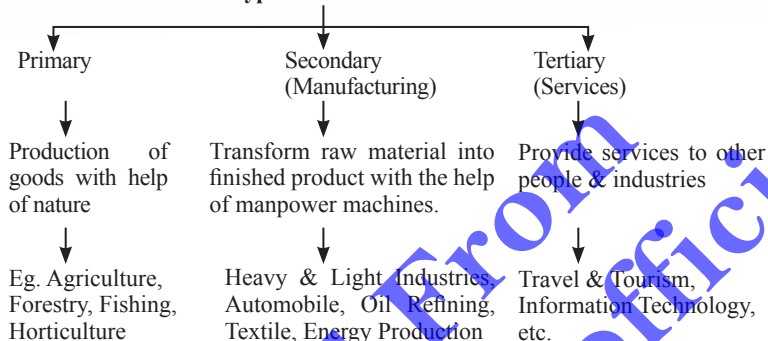 Primary
Secondary
(Manufacturing)
Tertiary
(Services)
Production of
goods with help
of nature
Transform raw material into
finished product with the help
of manpower machines.
Provide services to other
people & industries
Eg. Agriculture,
Forestry, Fishing,
Horticulture
Heavy & Light Industries,
Automobile, Oil Refining,
Textile, Energy Production
Travel & Tourism,
Information Technology,
etc.
From